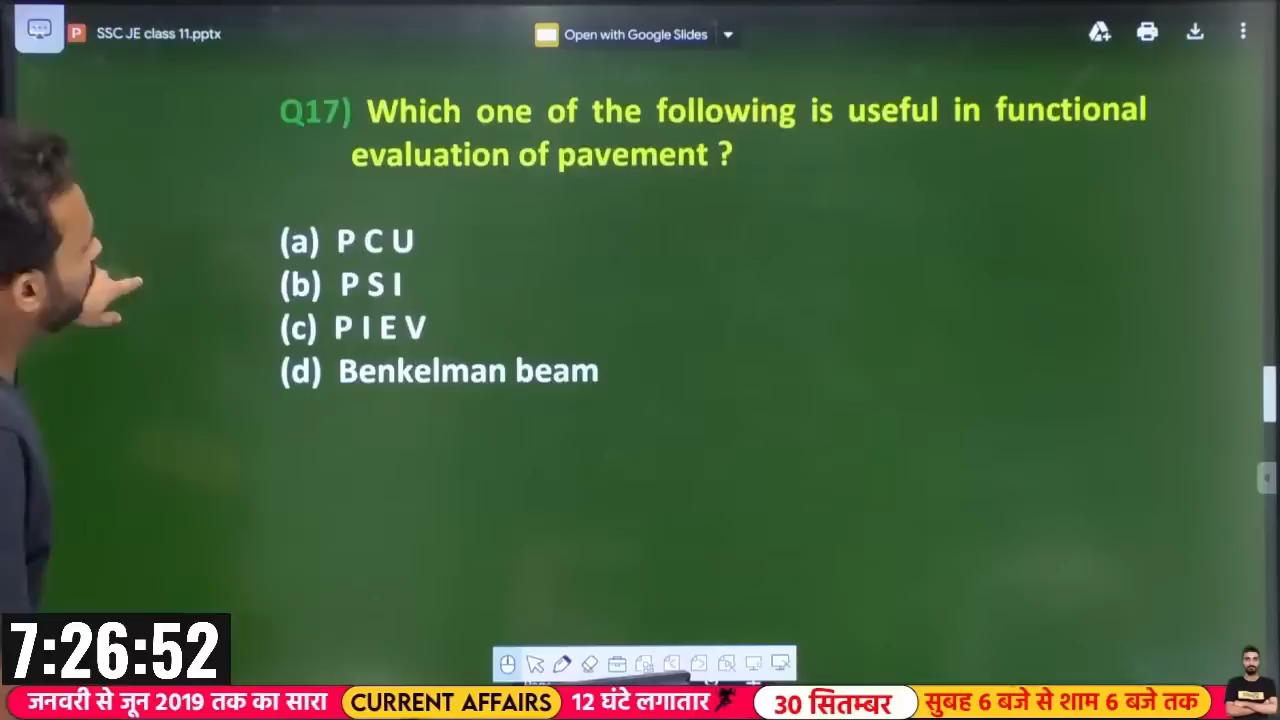 P SSC JE class 11.pptx
Open with Google Slides
Q17) Which one of the following is useful in functional
evaluation of pavement ?
(a) P C U
(b) P S I
(c) P I E V
(d) Benkelman beam
7:26:52
जनवरी से जून 2019 तक का सारा CURRENT AFFAIRS 12 घंटे लगातार 30 सितम्बर सुबह 6 बजे से शाम 6 बजे तक